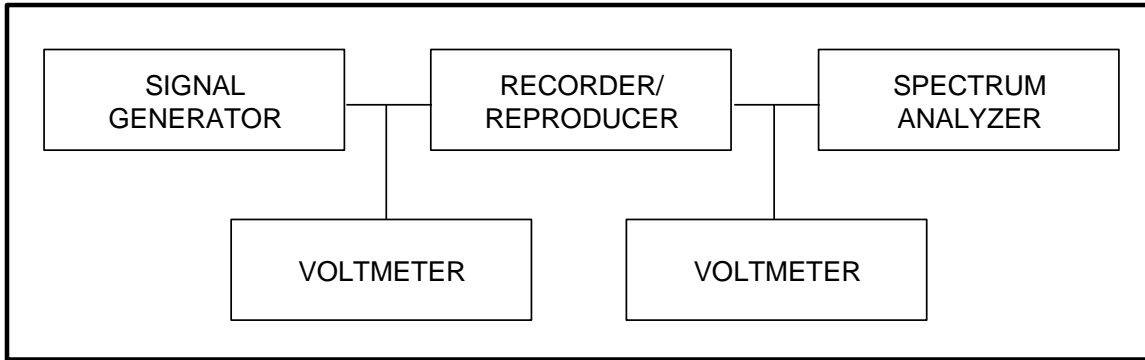 SIGNAL
GENERATOR
RECORDER/
REPRODUCER
SPECTRUM
ANALYZER
VOLTMETER
VOLTMETER